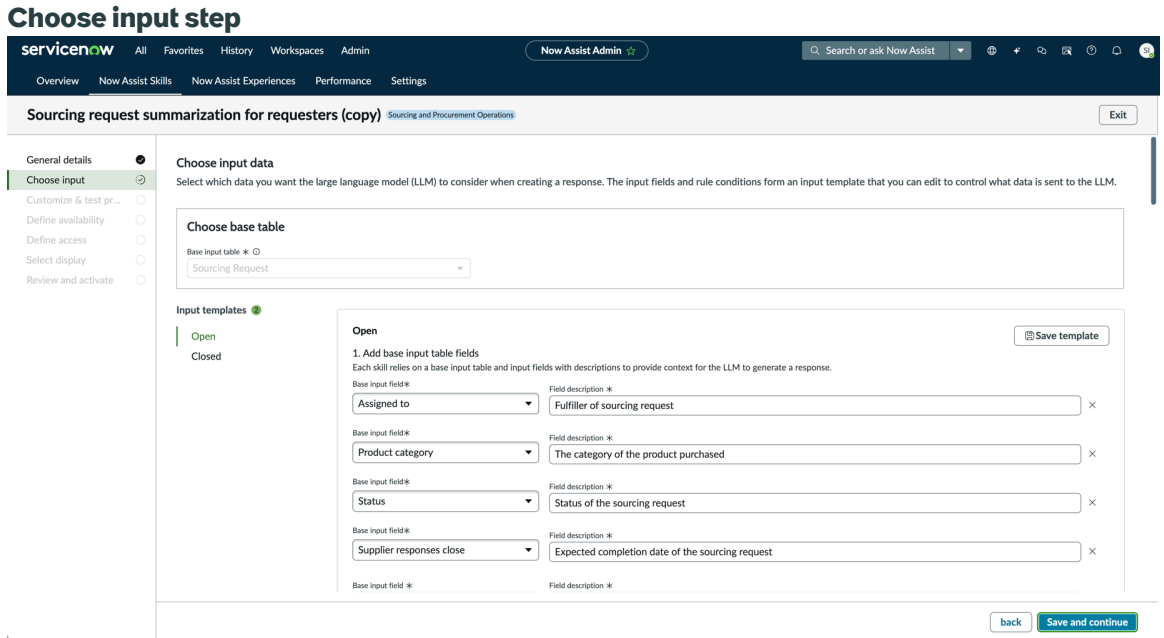 Choose input step
servicenow All Favorites History Workspaces Admin Now Assist Admin Search or ask Now Assist SI
Overview Now Assist Skills Now Assist Experiences Performance Settings
Sourcing request summarization for requesters (copy) Sourcing and Procurement Operations Exit
General details
Choose input
Customize & test pr...
Define availability
Define access
Select display
Review and activate
Choose input data
Select which data you want the large language model (LLM) to consider when creating a response. The input fields and rule conditions form an input template that you can edit to control what data is sent to the LLM.
Choose base table
Base input table *
Sourcing Request
Input templates 2
Open
Closed
Open
Save template
1. Add base input table fields
Each skill relies on a base input table and input fields with descriptions to provide context for the LLM to generate a response.
Base input field* Field description *
Assigned to Fulfiller of sourcing request
Base input field* Field description *
Product category The category of the product purchased
Base input field* Field description *
Status Status of the sourcing request
Base input field* Field description *
Supplier responses close Expected completion date of the sourcing request
Base input field * Field description *
back Save and continue